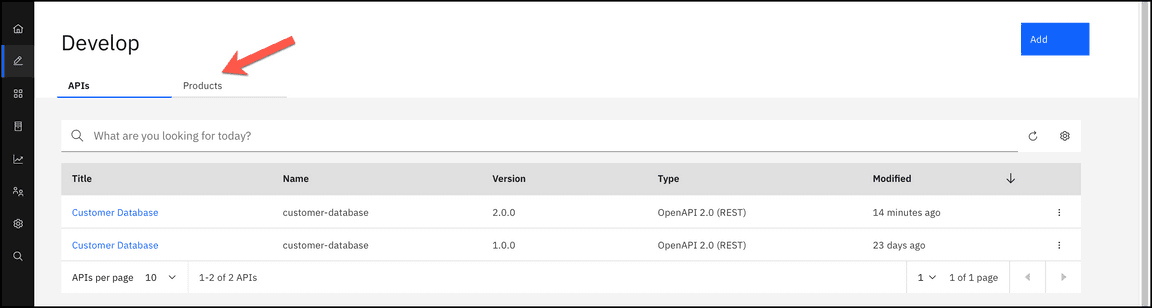 Develop
Add
APIs Products
What are you looking for today?
Title Name Version Type Modified
Customer Database customer-database 2.0.0 OpenAPI 2.0 (REST) 14 minutes ago
Customer Database customer-database 1.0.0 OpenAPI 2.0 (REST) 23 days ago
APIs per page 10 1-2 of 2 APIs 1 1 of 1 page